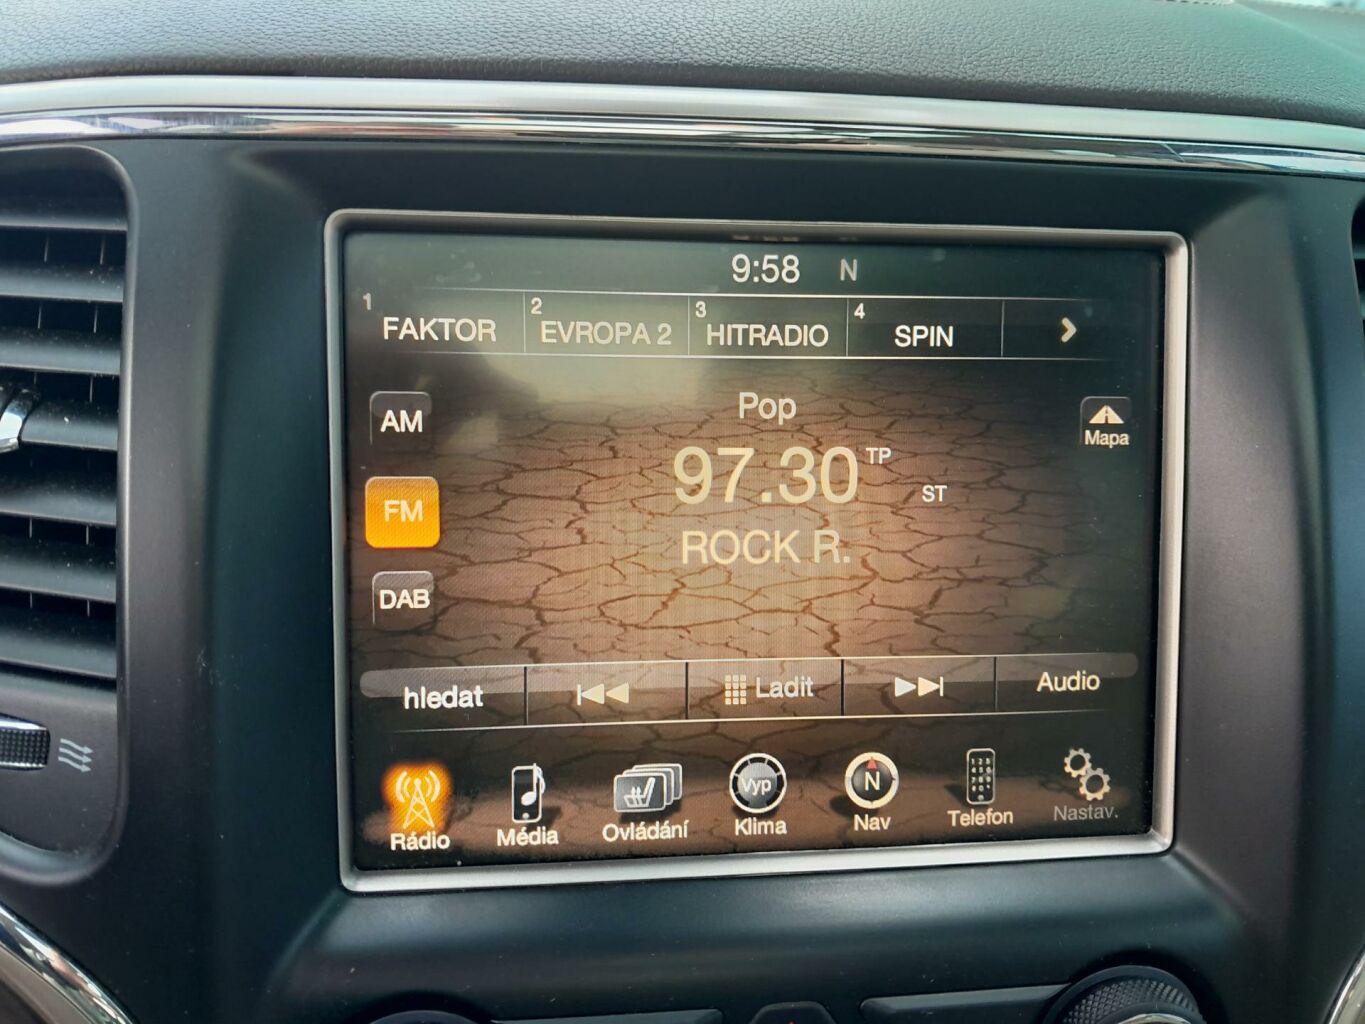 9:58 N
1 FAKTOR 2 EVROPA 2 3 HITRADIO 4 SPIN
Pop
AM
Mapa
97.30 TP
ST
FM
ROCK R.
DAB
hledat Ladit Audio
Vyp N
Rádio Média Ovládání Klima Nav Telefon Nastav.